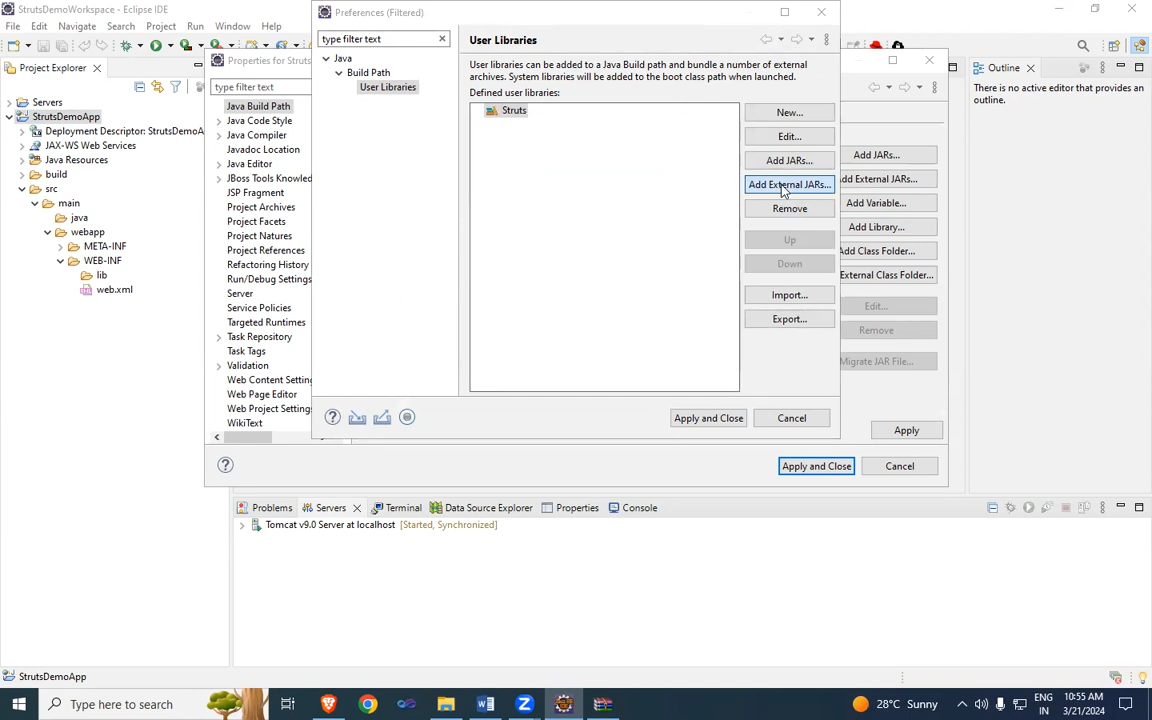 StrutsDemoWorkspace - Eclipse IDE
File Edit
Search Project Run Window Help
Project Explorer
Servers
StrutsDemoApp
Deployment Descriptor: StrutsDemoA
JAX-WS Web Services
Java Resources
build
src
main
java
webapp
META-INF
WEB-INF
lib
web.xml
Properties for Struts
type filter text
Java Build Path
Java Code Style
Java Compiler
Javadoc Location
Java Editor
JBoss Tools Knowled
JSP Fragment
Project Archives
Project Facets
Project Natures
Project References
Refactoring History
Run/Debug Settings
Server
Service Policies
Targeted Runtimes
Task Repository
Task Tags
Validation
Web Content Setting
Web Page Editor
Web Project Settings
WikiText
Preferences (Filtered)
type filter text
Java
Build Path
User Libraries
User Libraries
User libraries can be added to a Java Build path and bundle a number of external
archives. System libraries will be added to the boot class path when launched.
Defined user libraries:
Struts
New...
Edit...
Add JARs...
Add External JARs...
Remove
Up
Down
Import...
Export...
Apply and Close
Cancel
Add JARs...
dd External JARs...
Add Variable...
Add Library...
Add Class Folder...
External Class Folder...
Edit...
Remove
Migrate JAR File...
Apply
Apply and Close
Cancel
Outline
There is no active editor that provides an
outline.
Problems Servers Terminal Data Source Explorer Properties Console
Tomcat v9.0 Server at localhost [Started, Synchronized]
StrutsDemoApp
Type here to search
28°C Sunny
ENG
IN
10:55 AM
3/21/2024